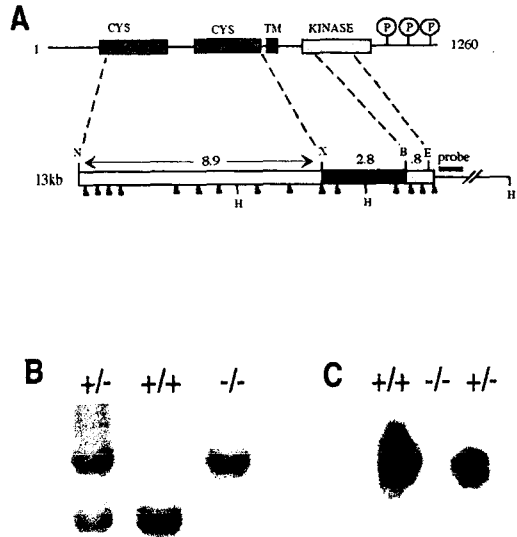 A
CYS CYS TM KINASE P P P
1 1260
N X B E probe
8.9 2.8 .8
13kb
H H H
B +/- +/+ -/-
C +/+ -/- +/-